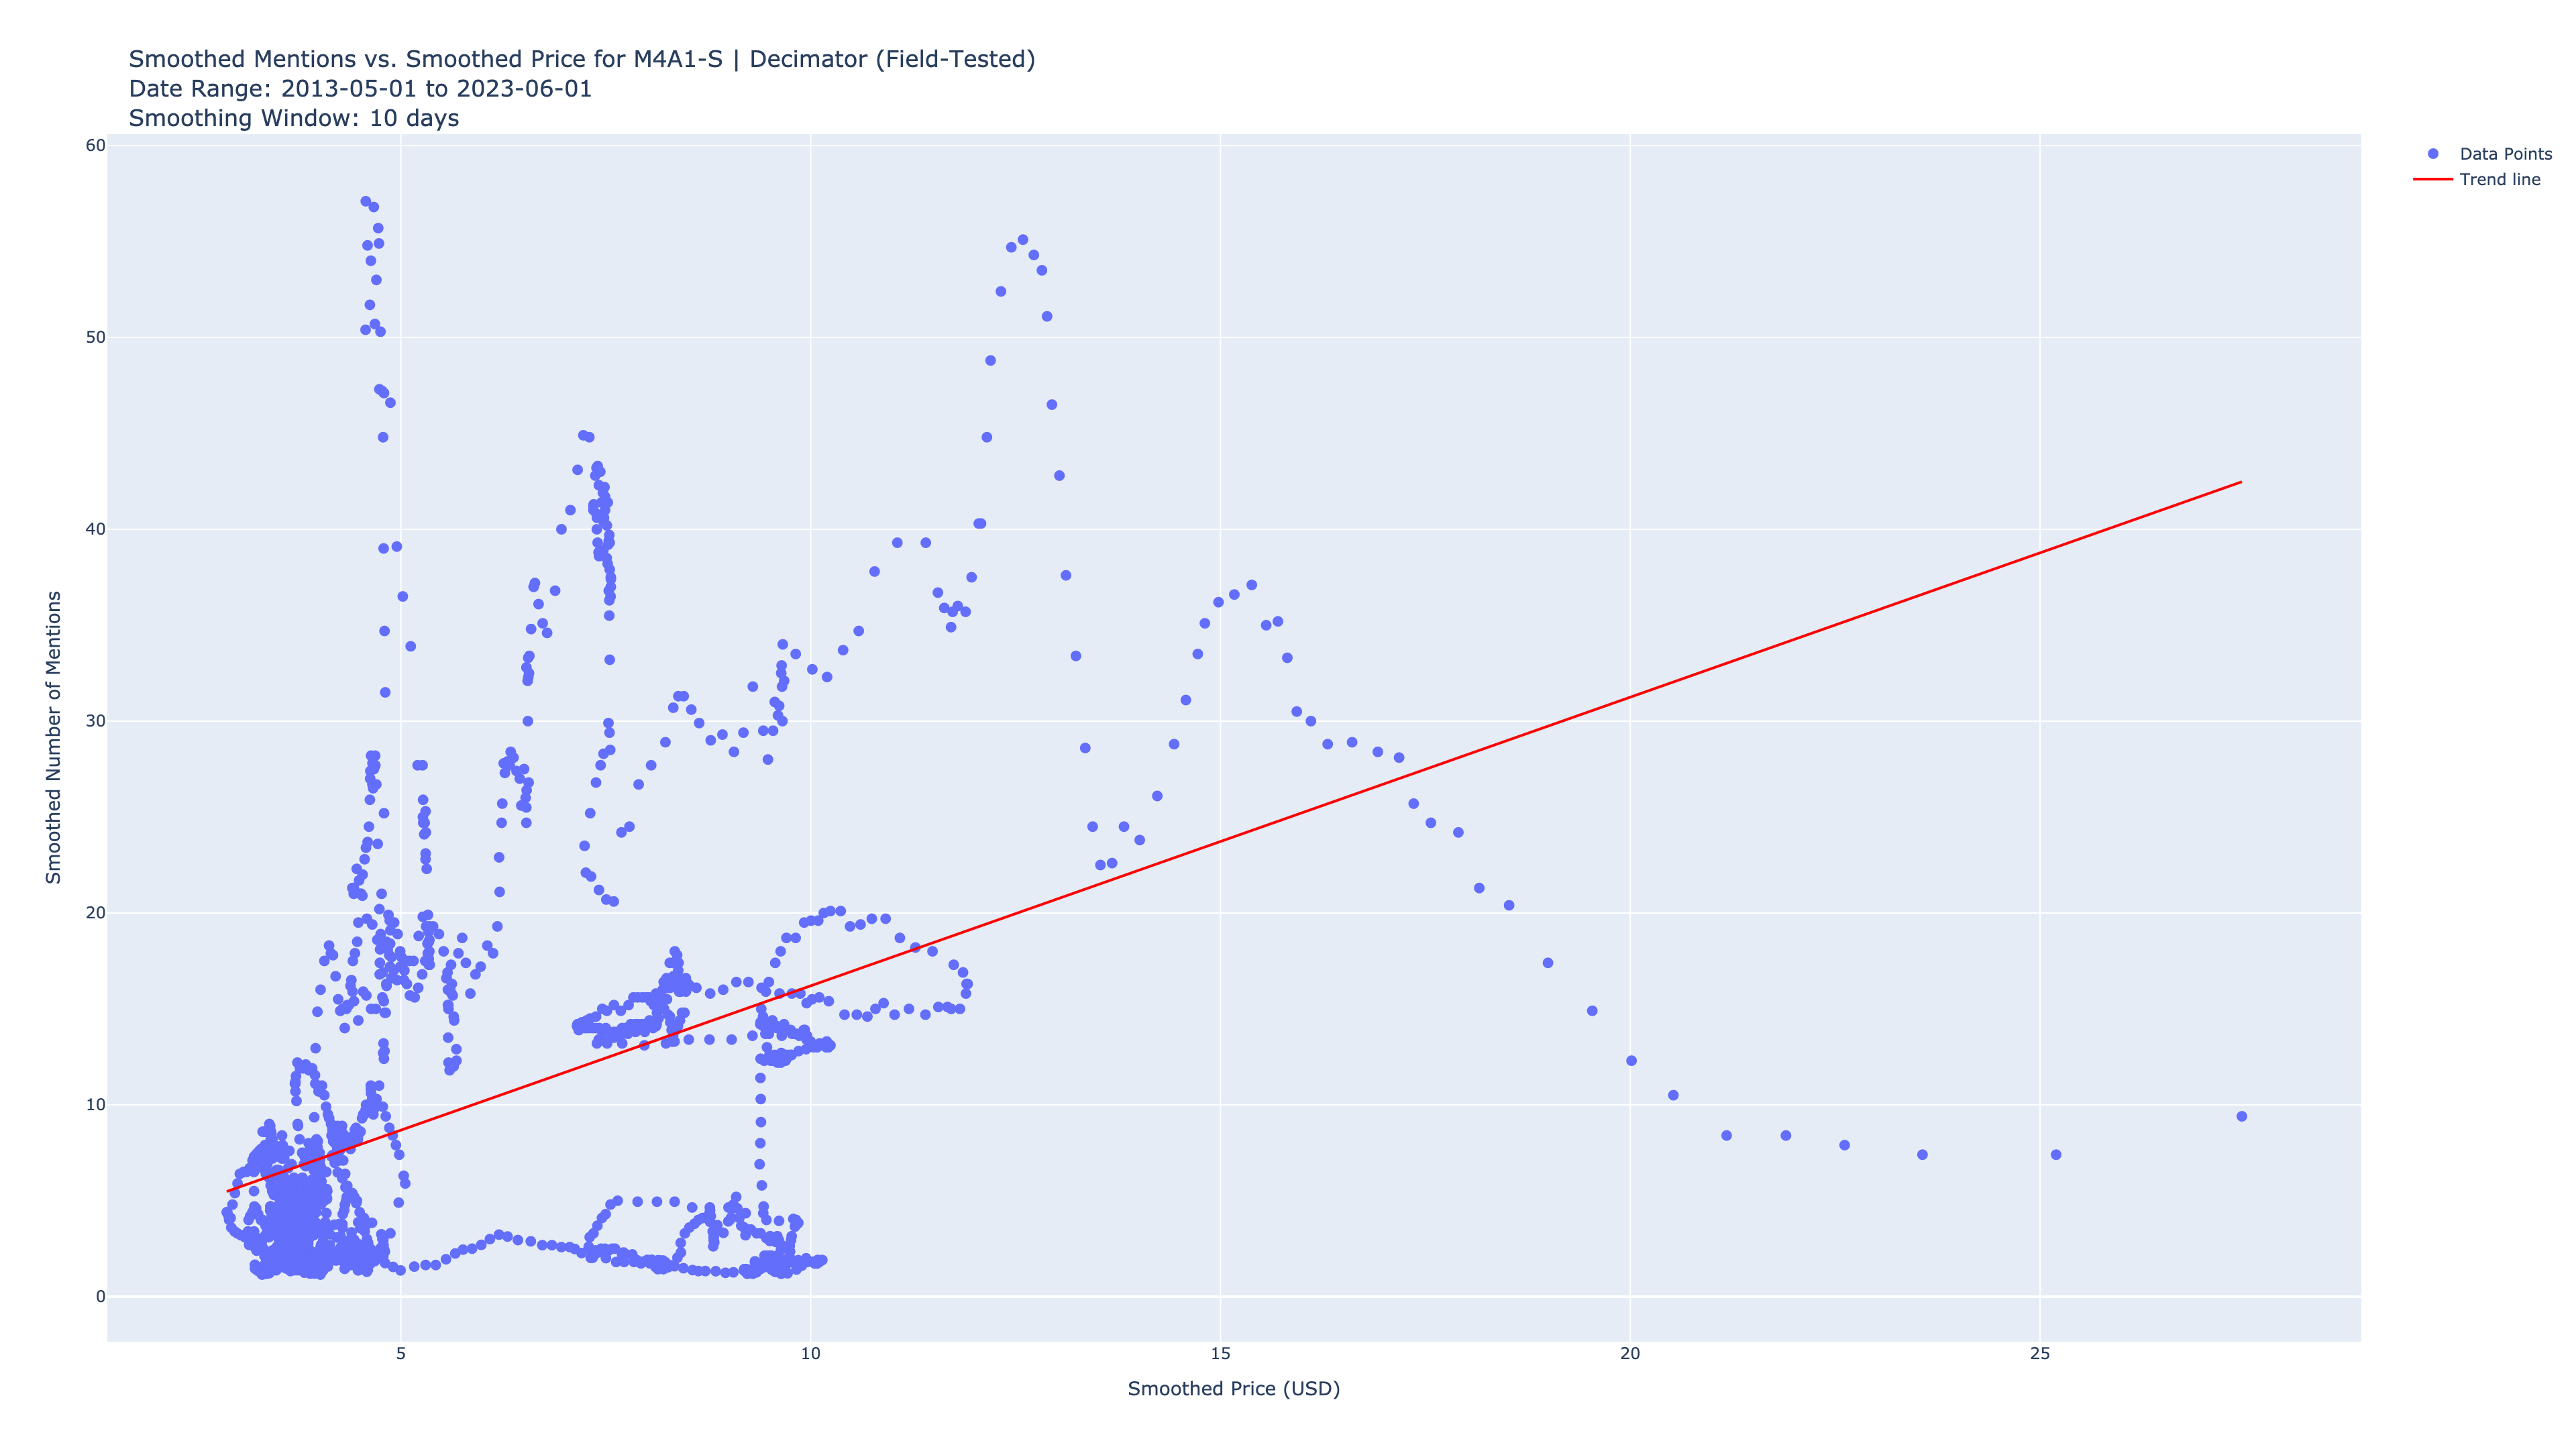 Smoothed Mentions vs. Smoothed Price for M4A1-S | Decimator (Field-Tested)
Date Range: 2013-05-01 to 2023-06-01
Smoothing Window: 10 days
Data Points
Trend line
Smoothed Number of Mentions
60
50
40
30
20
10
0
5
10
15
20
25
Smoothed Price (USD)